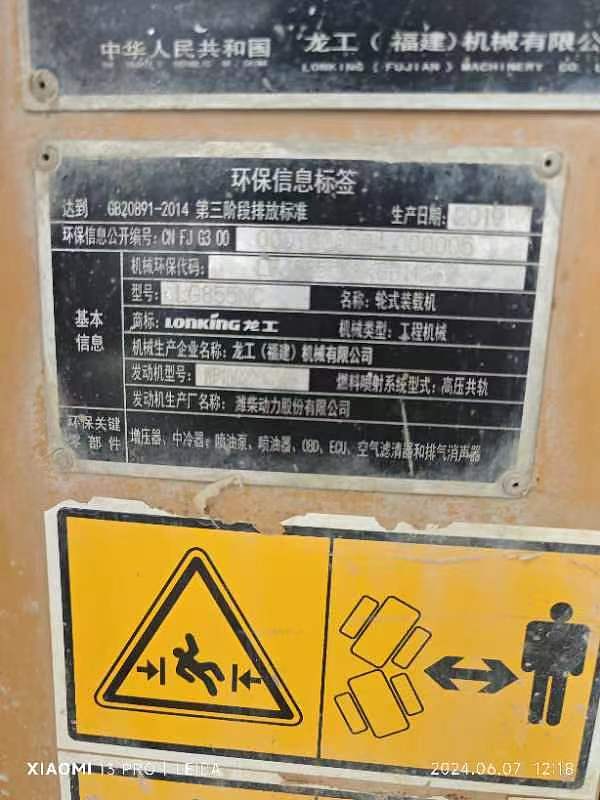 中华人民共和国 龙工（福建）机械有限公
THE PEOPLE'S REPUBLIC OF CHINA LONKING (FUJIAN) MACHINERY CO. L
环保信息标签
达到 GB20891-2014 第三阶段排放标准 生产日期: 2019
环保信息公开编号: CN FJ G3 00
机械环保代码:
型号: LG855NC 名称: 轮式装载机
基本信息
商标: LONKING 龙工 机械类型: 工程机械
机械生产企业名称: 龙工（福建）机械有限公司
发动机型号: 燃料喷射系统型式: 高压共轨
发动机生产厂名称: 潍柴动力股份有限公司
环保关键零部件 增压器、中冷器、喷油泵、喷油器、OBD、ECU、空气滤清器和排气消声器
XIAOMI 13 PRO | LEICA 2024.06.07 12:18